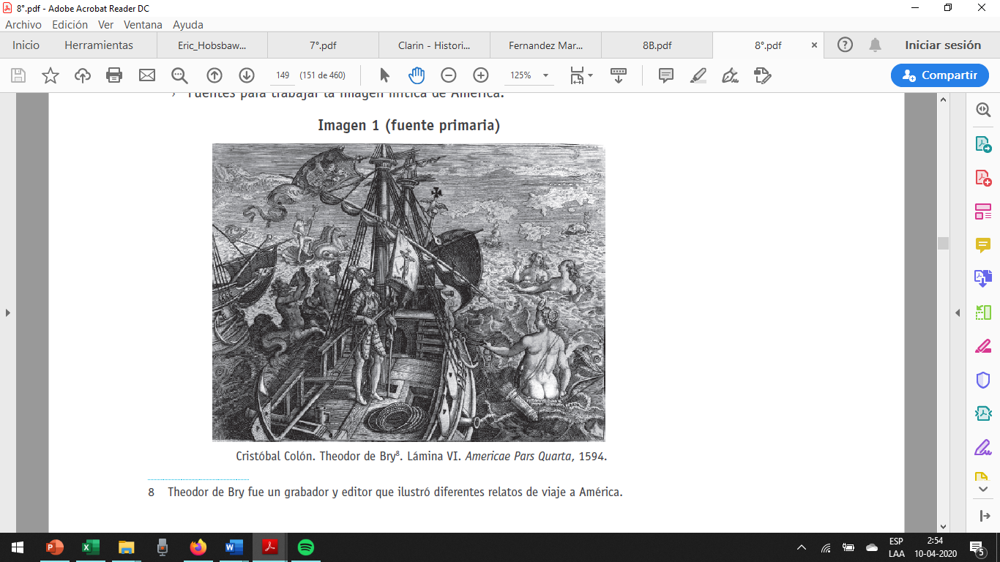 8°.pdf - Adobe Acrobat Reader DC
Archivo Edición Ver Ventana Ayuda
Inicio Herramientas Eric_Hobsbaw... 7°.pdf Clarin - Histori... Fernandez Mar... 8B.pdf 8°.pdf Iniciar sesión
149 (151 de 460) 125% Compartir
Fuentes para trabajar la imagen mítica de América.
Imagen 1 (fuente primaria)
Cristóbal Colón. Theodor de Bry8. Lámina VI. Americae Pars Quarta, 1594.
8 Theodor de Bry fue un grabador y editor que ilustró diferentes relatos de viaje a América.
ESP 2:54
LAA 10-04-2020 5